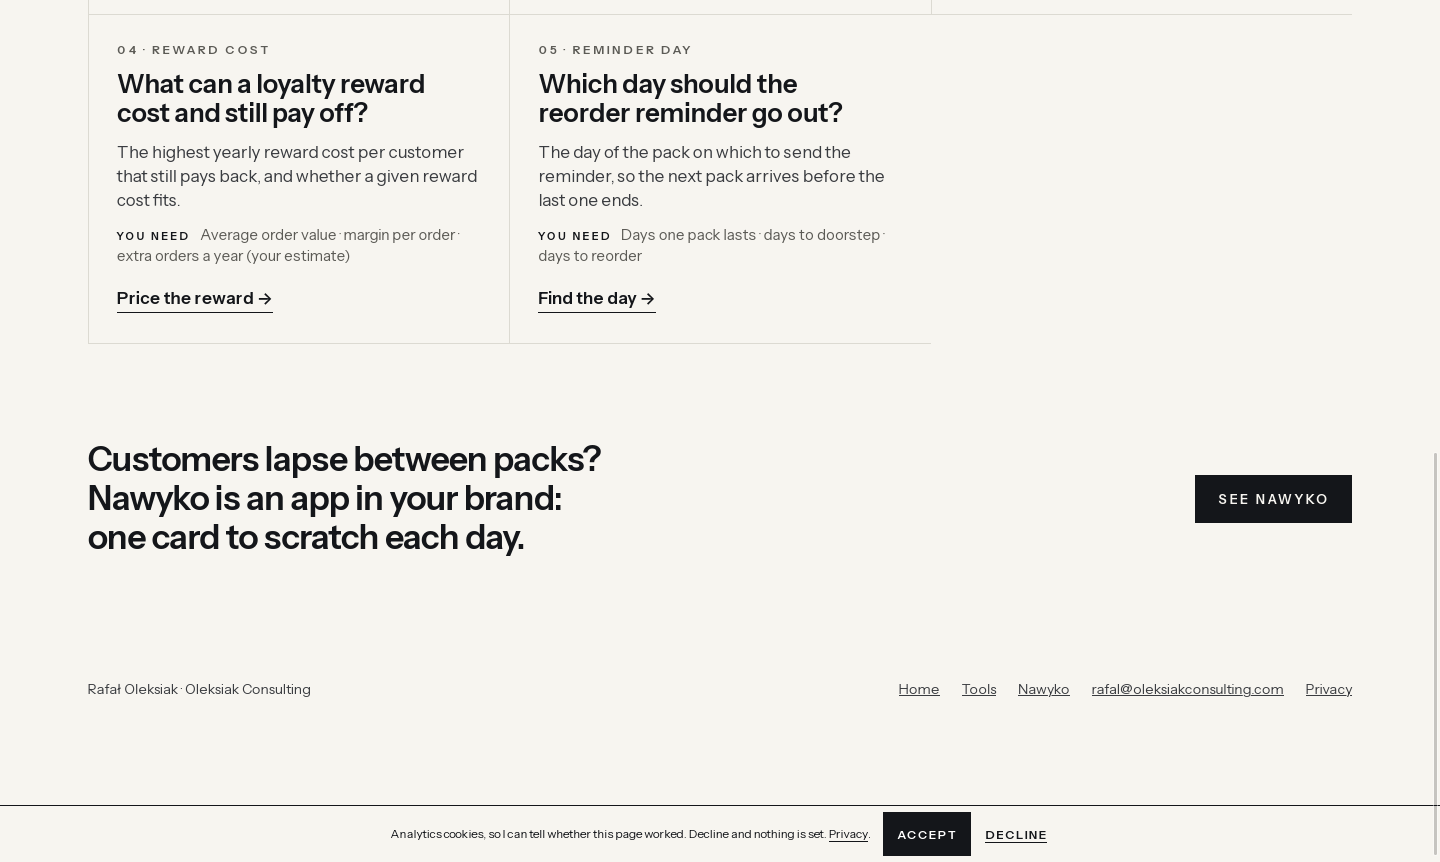 04 · REWARD COST
What can a loyalty reward
cost and still pay off?
The highest yearly reward cost per customer
that still pays back, and whether a given reward
cost fits.
YOU NEED Average order value · margin per order ·
extra orders a year (your estimate)
Price the reward →
05 · REMINDER DAY
Which day should the
reorder reminder go out?
The day of the pack on which to send the
reminder, so the next pack arrives before the
last one ends.
YOU NEED Days one pack lasts · days to doorstep ·
days to reorder
Find the day →
Customers lapse between packs?
Nawyko is an app in your brand:
one card to scratch each day.
SEE NAWYKO
Rafał Oleksiak · Oleksiak Consulting
Home Tools Nawyko rafal@oleksiakconsulting.com Privacy
Analytics cookies, so I can tell whether this page worked. Decline and nothing is set. Privacy. ACCEPT DECLINE